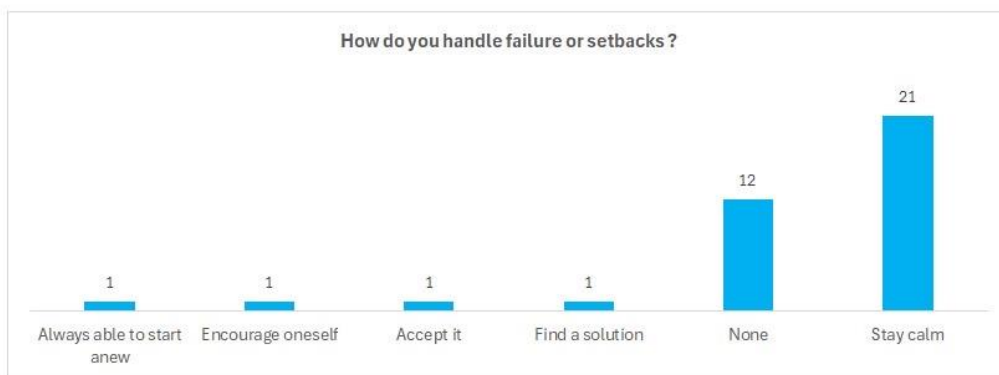 How do you handle failure or setbacks ?
21
12
1
1
1
1
Always able to start
anew
Encourage oneself
Accept it
Find a solution
None
Stay calm